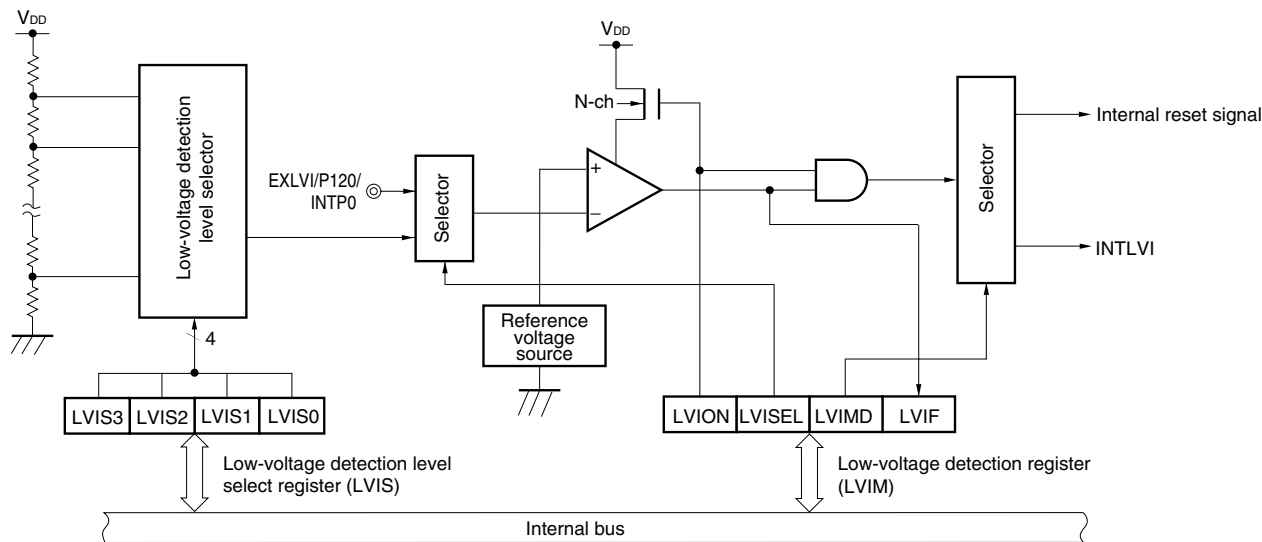 VDD
VDD
N-ch
Low-voltage detection
level selector
EXLVI/P120/
INTP0
Selector
+
−
Selector
Internal reset signal
INTLVI
Reference
voltage
source
4
LVIS3 LVIS2 LVIS1 LVIS0
LVION LVISEL LVIMD LVIF
Low-voltage detection level
select register (LVIS)
Low-voltage detection register
(LVIM)
Internal bus